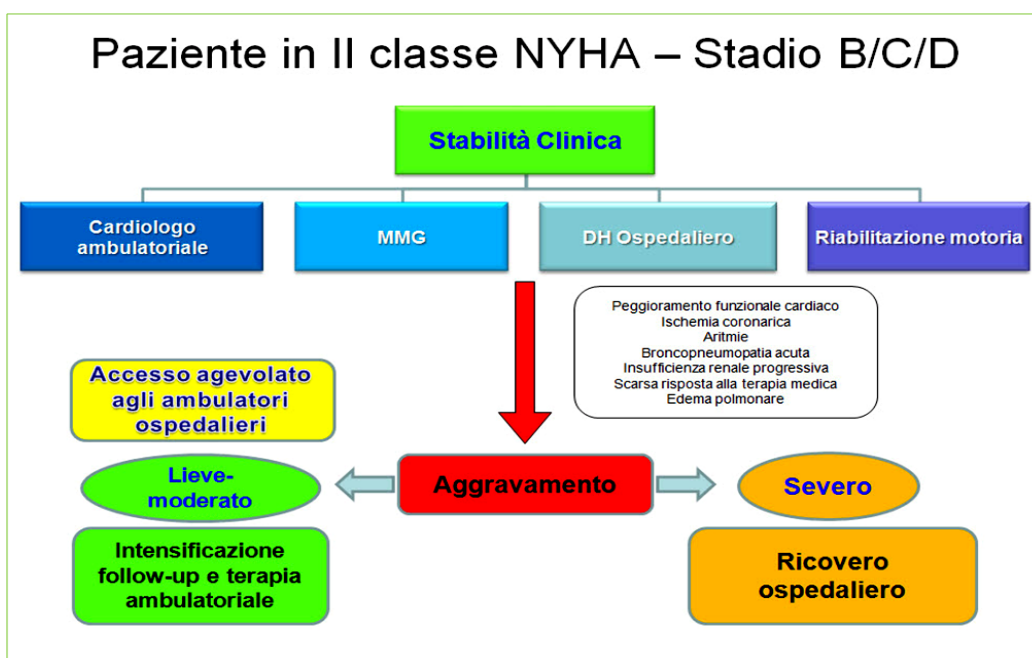 Paziente in II classe NYHA – Stadio B/C/D
Stabilità Clinica
Cardiologo
ambulatoriale
MMG
DH Ospedaliero
Riabilitazione motoria
Peggioramento funzionale cardiaco
Ischemia coronarica
Aritmie
Broncopneumopatia acuta
Insufficienza renale progressiva
Scarsa risposta alla terapia medica
Edema polmonare
Accesso agevolato
agli ambulatori
ospedalieri
Lieve-
moderato
Aggravamento
Severo
Intensificazione
follow-up e terapia
ambulatoriale
Ricovero
ospedaliero